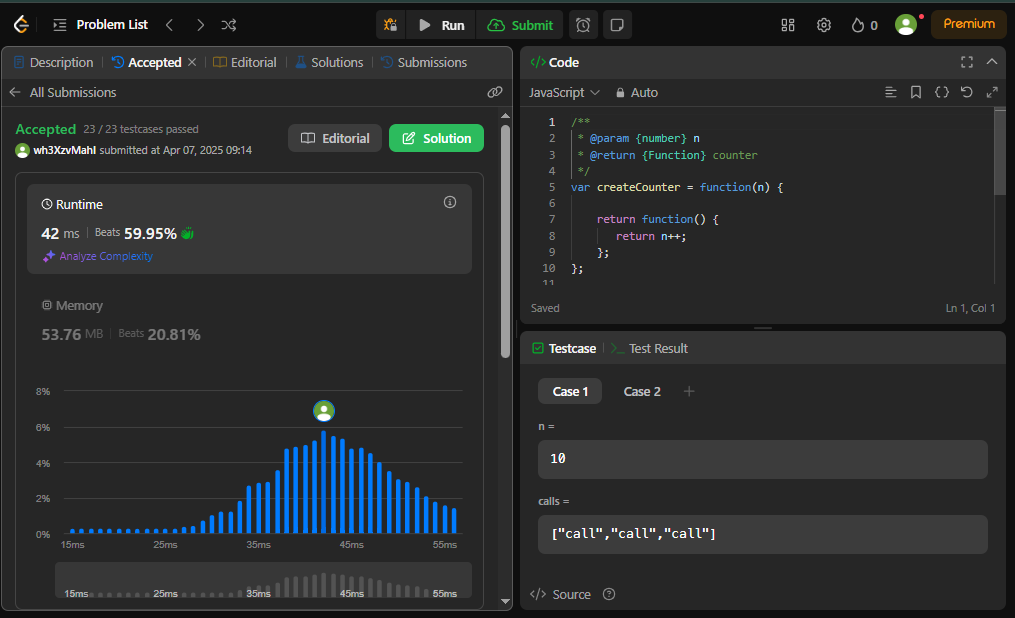 Problem List
Run
Submit
0
Premium
Description
Accepted
Editorial
Solutions
Submissions
All Submissions
Accepted 23 / 23 testcases passed
wh3XzvMahI submitted at Apr 07, 2025 09:14
Editorial
Solution
Runtime
42 ms Beats 59.95%
Analyze Complexity
Memory
53.76 MB Beats 20.81%
8%
6%
4%
2%
0%
15ms 25ms 35ms 45ms 55ms
15ms 25ms 35ms 45ms 55ms
</> Code
JavaScript Auto
1 /**
2 * @param {number} n
3 * @return {Function} counter
4 */
5 var createCounter = function(n) {
6
7 return function() {
8 return n++;
9 };
10 };
11
Saved
Ln 1, Col 1
Testcase
>_ Test Result
Case 1 Case 2 +
n =
10
calls =
["call","call","call"]
</> Source ?